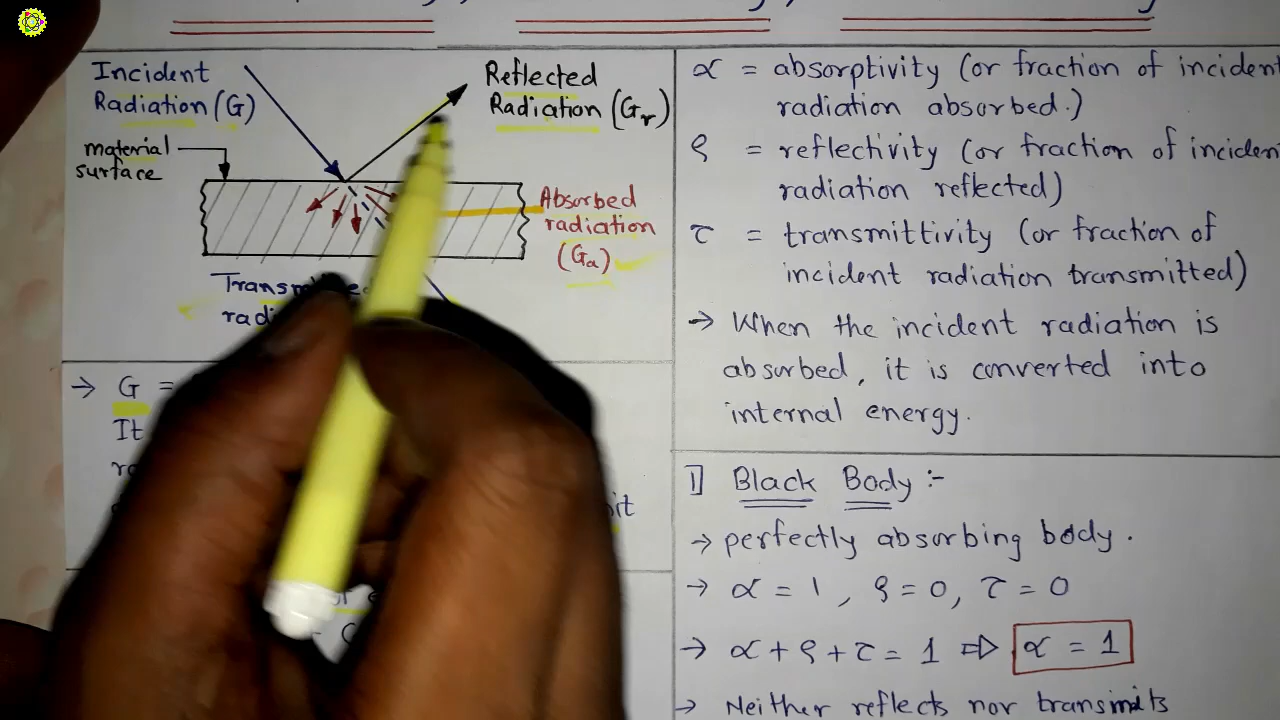 Incident
Radiation (G)
Reflected
Radiation (Gr)
material
surface
Absorbed
radiation
(Ga)
→ G =
It
α = absorptivity (or fraction of inciden
radiation absorbed.)
ρ = reflectivity (or fraction of inciden
radiation reflected)
τ = transmittivity (or fraction of
incident radiation transmitted)
→ When the incident radiation is
absorbed, it is converted into
internal energy.
1] Black Body :-
→ perfectly absorbing body.
→ α = 1, ρ = 0, τ = 0
→ α + ρ + τ = 1 ⇒ α = 1
→ Neither reflects nor transmits